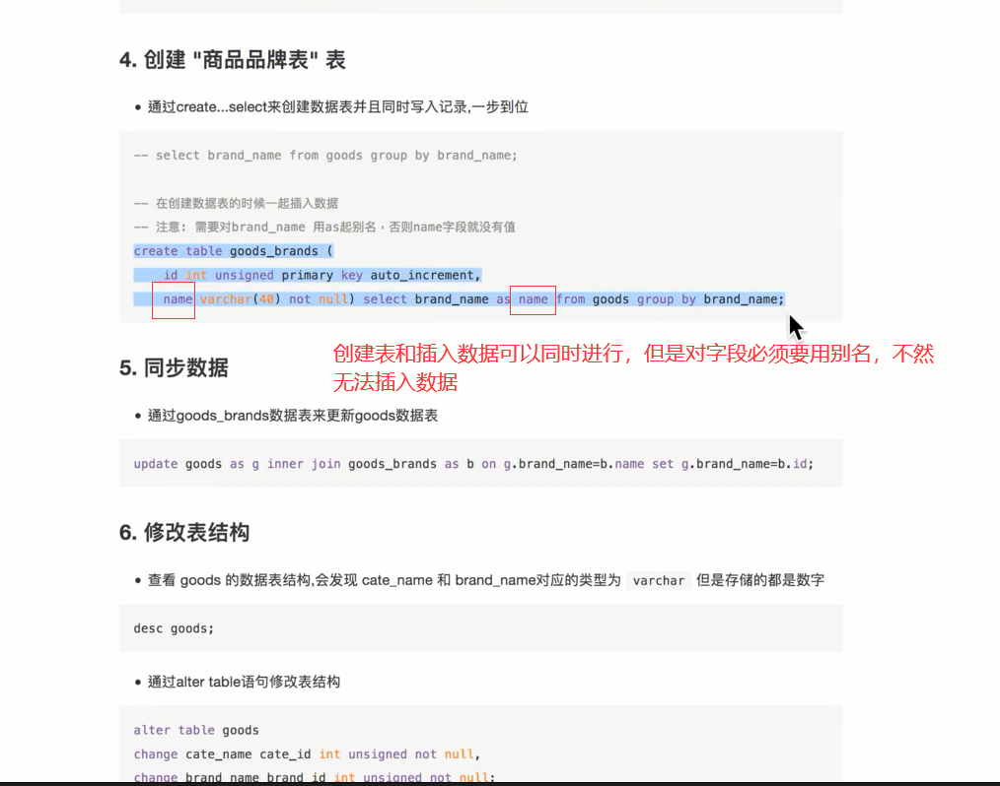 4. 创建 "商品品牌表" 表
• 通过create...select来创建数据表并且同时写入记录,一步到位
-- select brand_name from goods group by brand_name;
-- 在创建数据表的时候一起插入数据
-- 注意: 需要对brand_name 用as起别名，否则name字段就没有值
create table goods_brands (
id int unsigned primary key auto_increment,
name varchar(40) not null) select brand_name as name from goods group by brand_name;
创建表和插入数据可以同时进行，但是对字段必须要用别名，不然
无法插入数据
5. 同步数据
• 通过goods_brands数据表来更新goods数据表
update goods as g inner join goods_brands as b on g.brand_name=b.name set g.brand_name=b.id;
6. 修改表结构
• 查看 goods 的数据表结构,会发现 cate_name 和 brand_name对应的类型为 varchar 但是存储的都是数字
desc goods;
• 通过alter table语句修改表结构
alter table goods
change cate_name cate_id int unsigned not null,
change brand_name brand_id int unsigned not null;